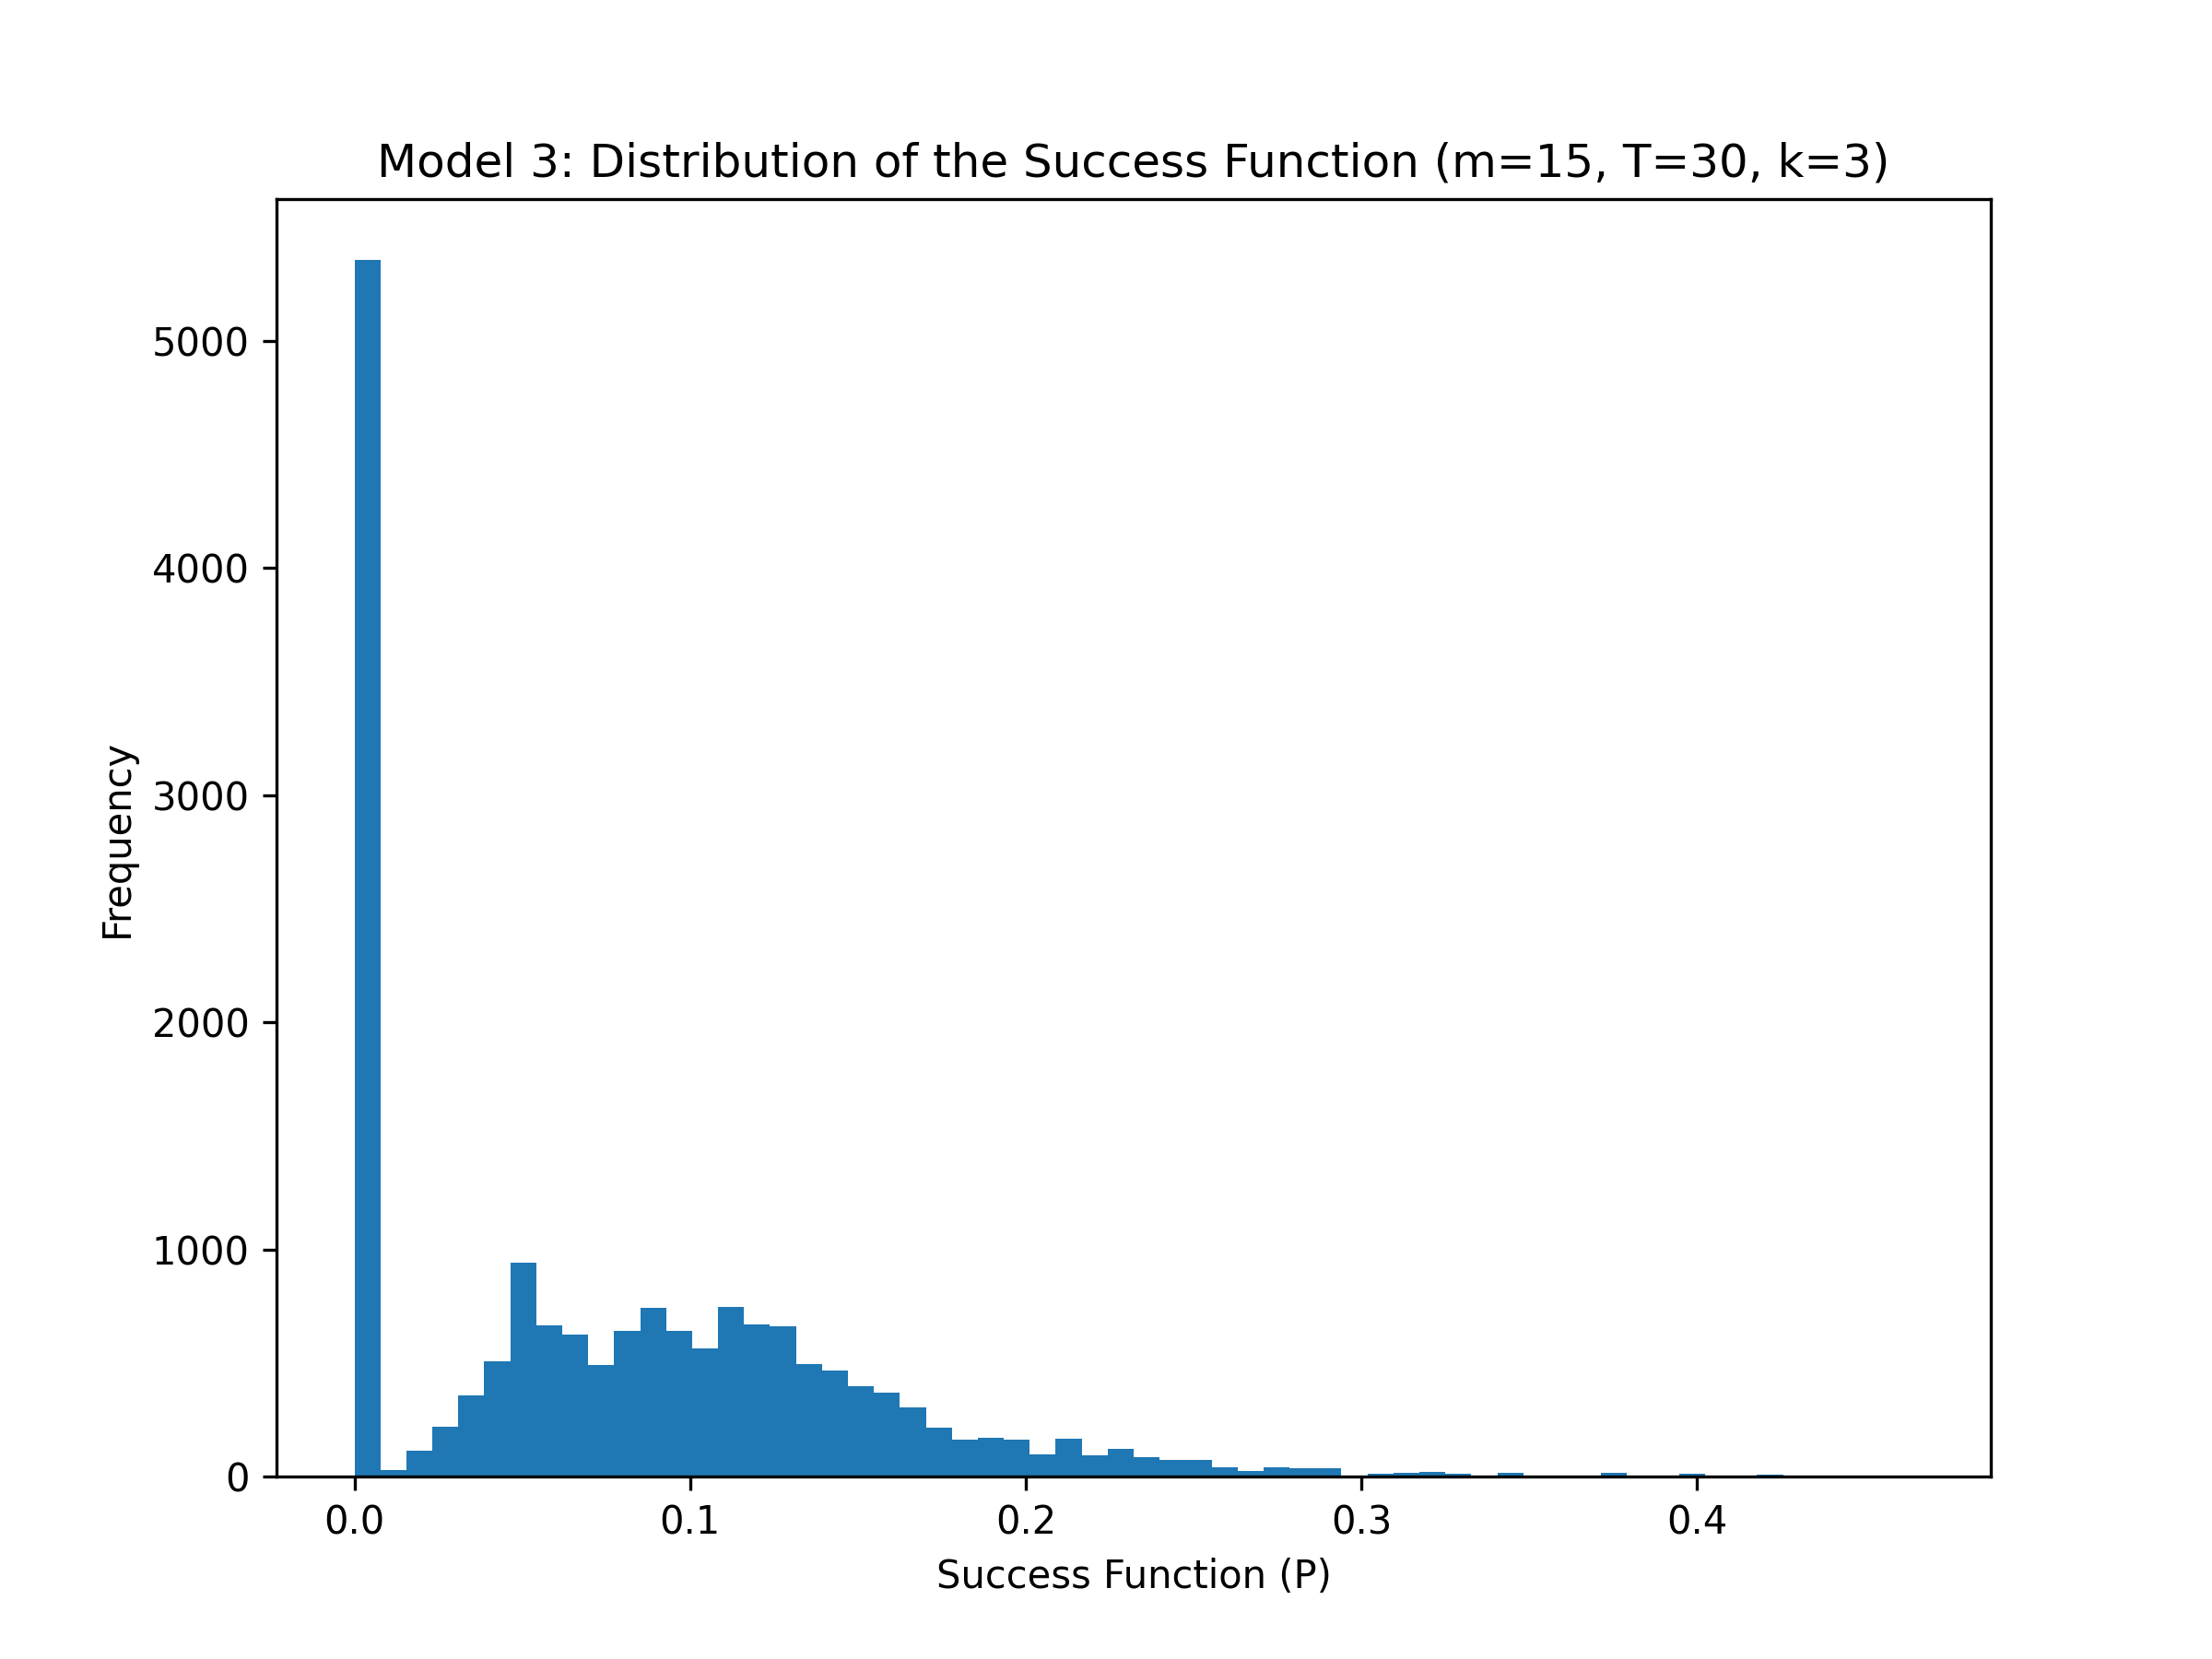 Model 3: Distribution of the Success Function (m=15, T=30, k=3)
5000
4000
3000
2000
1000
0
Frequency
0.0 0.1 0.2 0.3 0.4
Success Function (P)